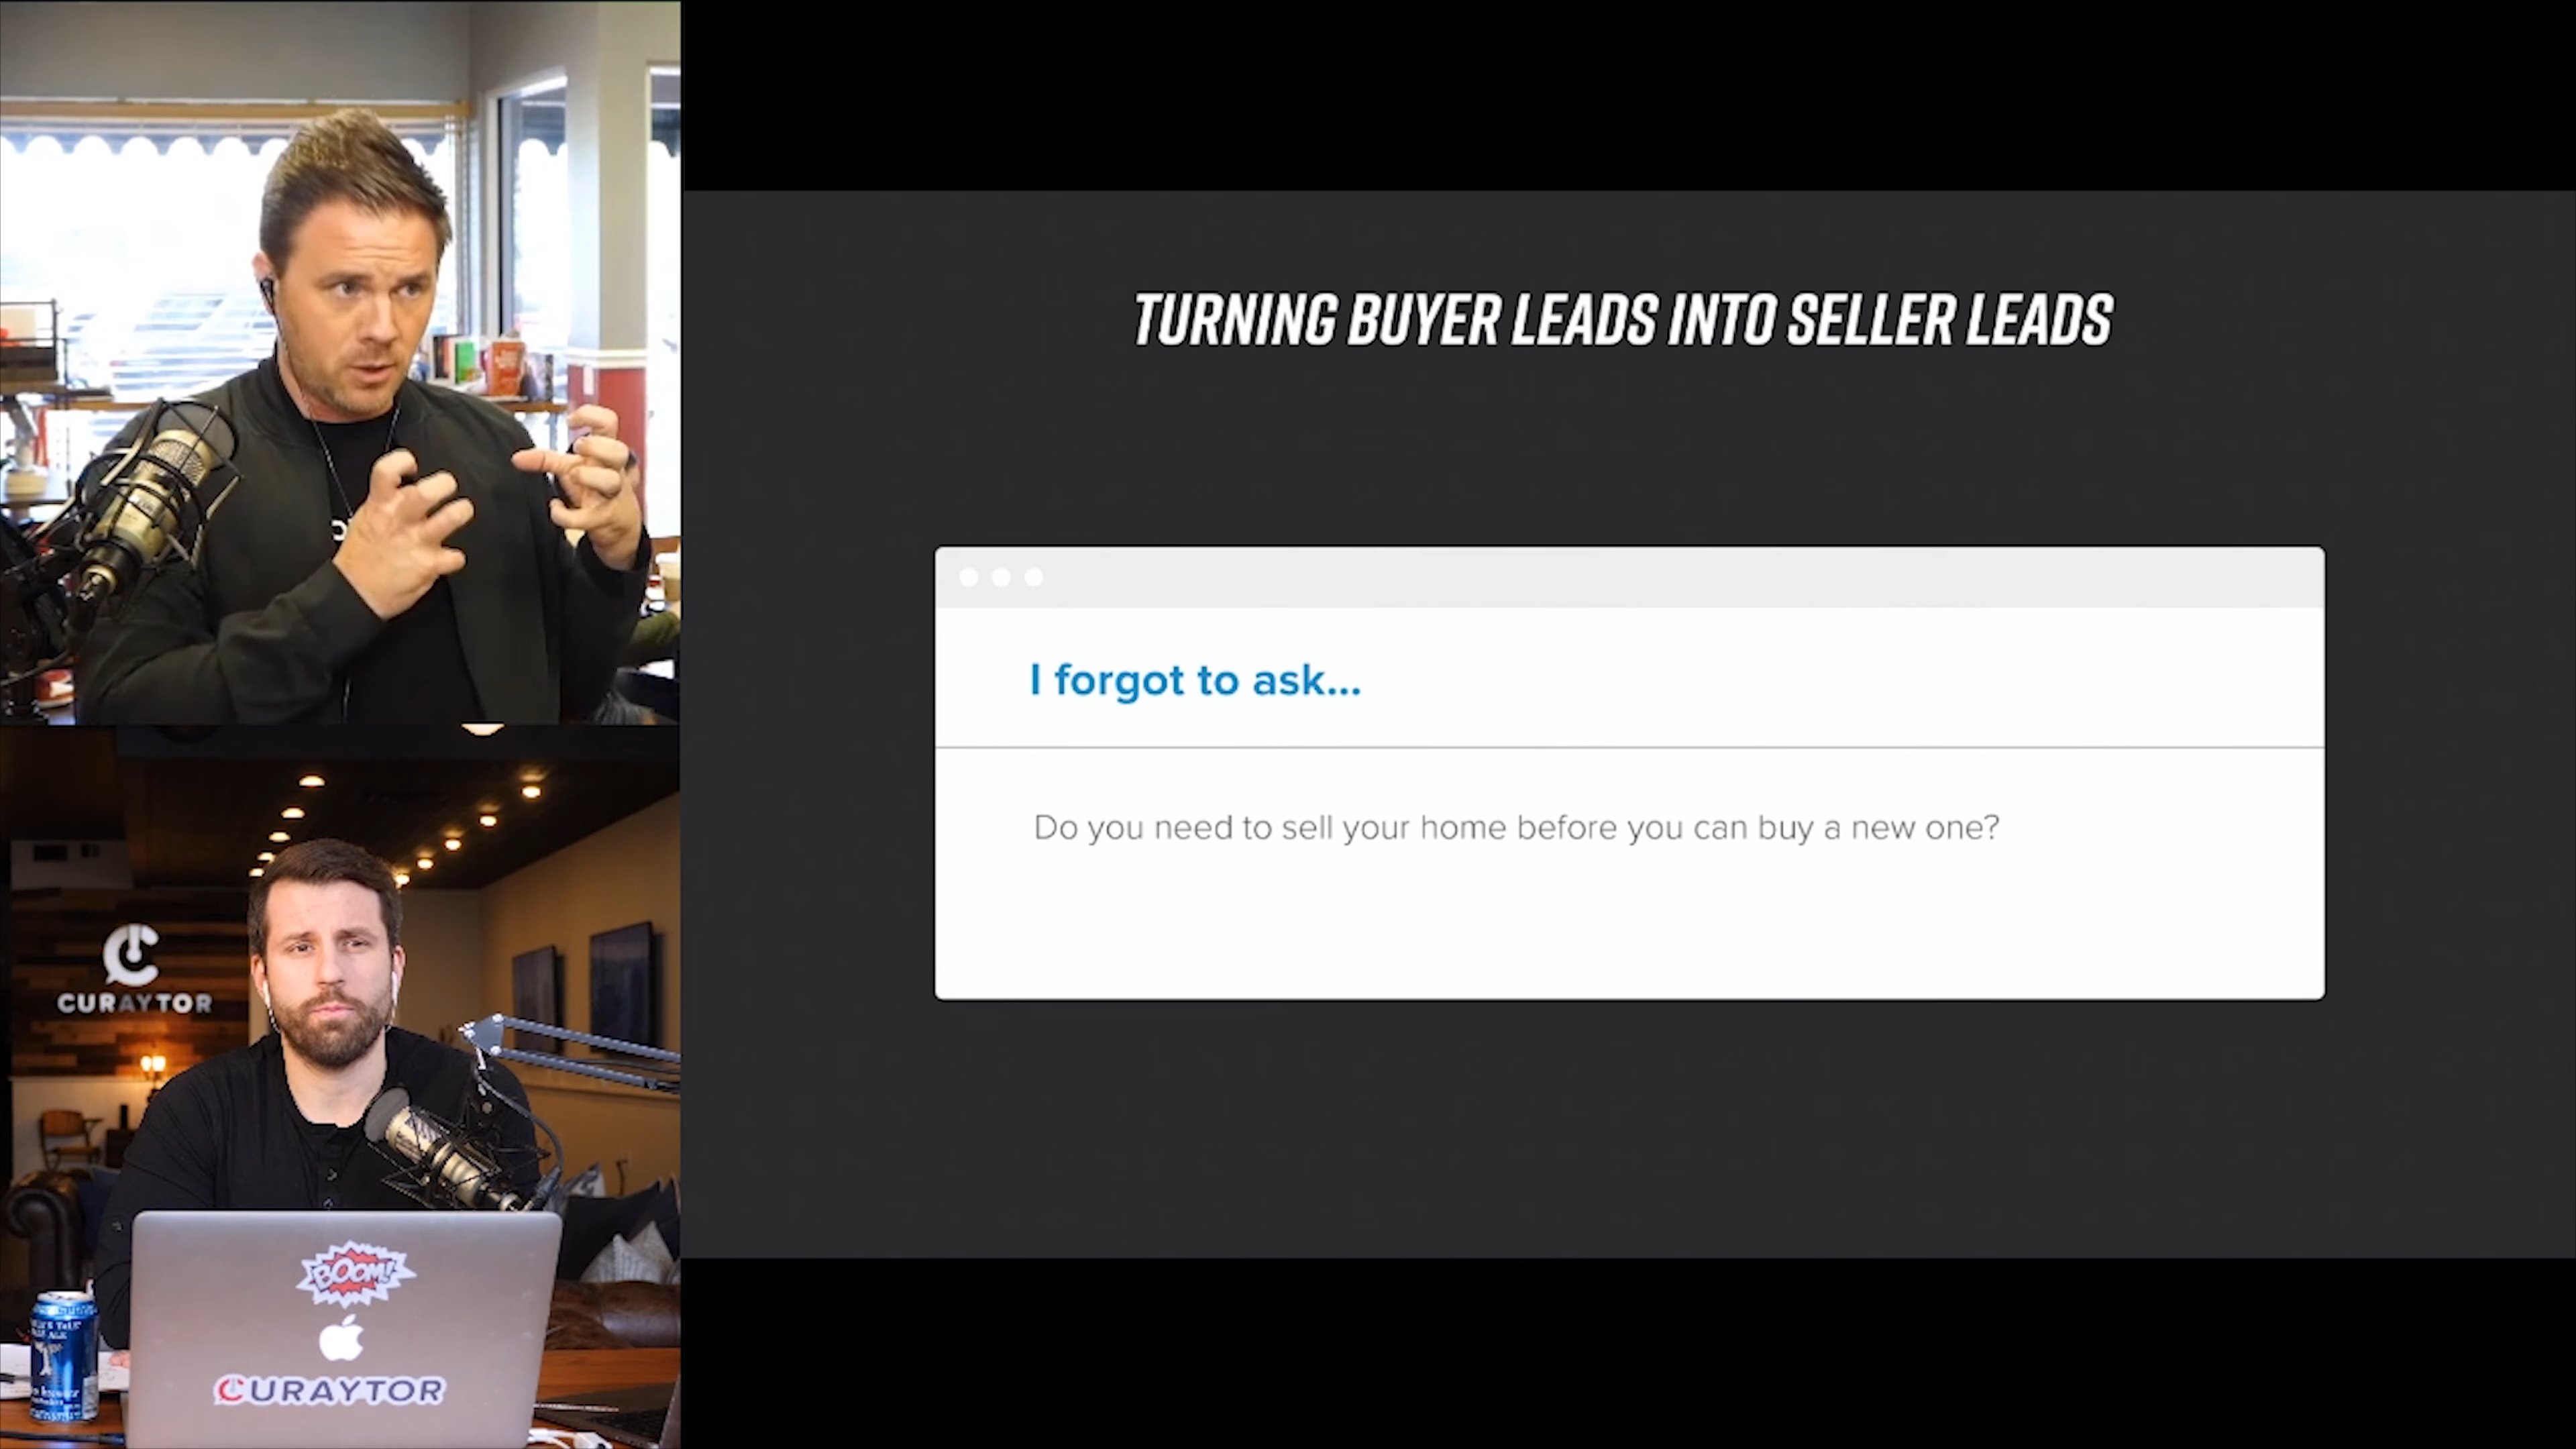 TURNING BUYER LEADS INTO SELLER LEADS
I forgot to ask...
Do you need to sell your home before you can buy a new one?
CURAYTOR
BOOM!
CURAYTOR